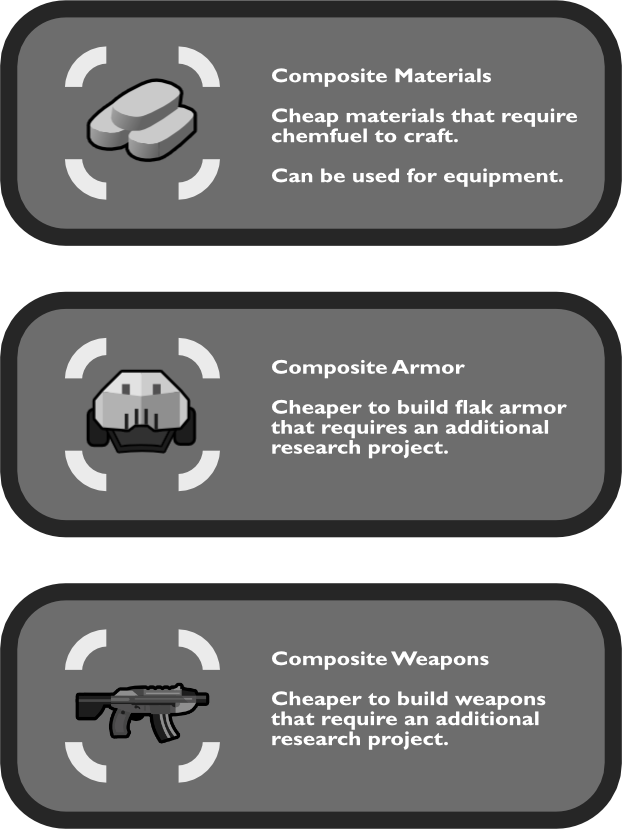 Composite Materials
Cheap materials that require
chemfuel to craft.
Can be used for equipment.
Composite Armor
Cheaper to build flak armor
that requires an additional
research project.
Composite Weapons
Cheaper to build weapons
that require an additional
research project.